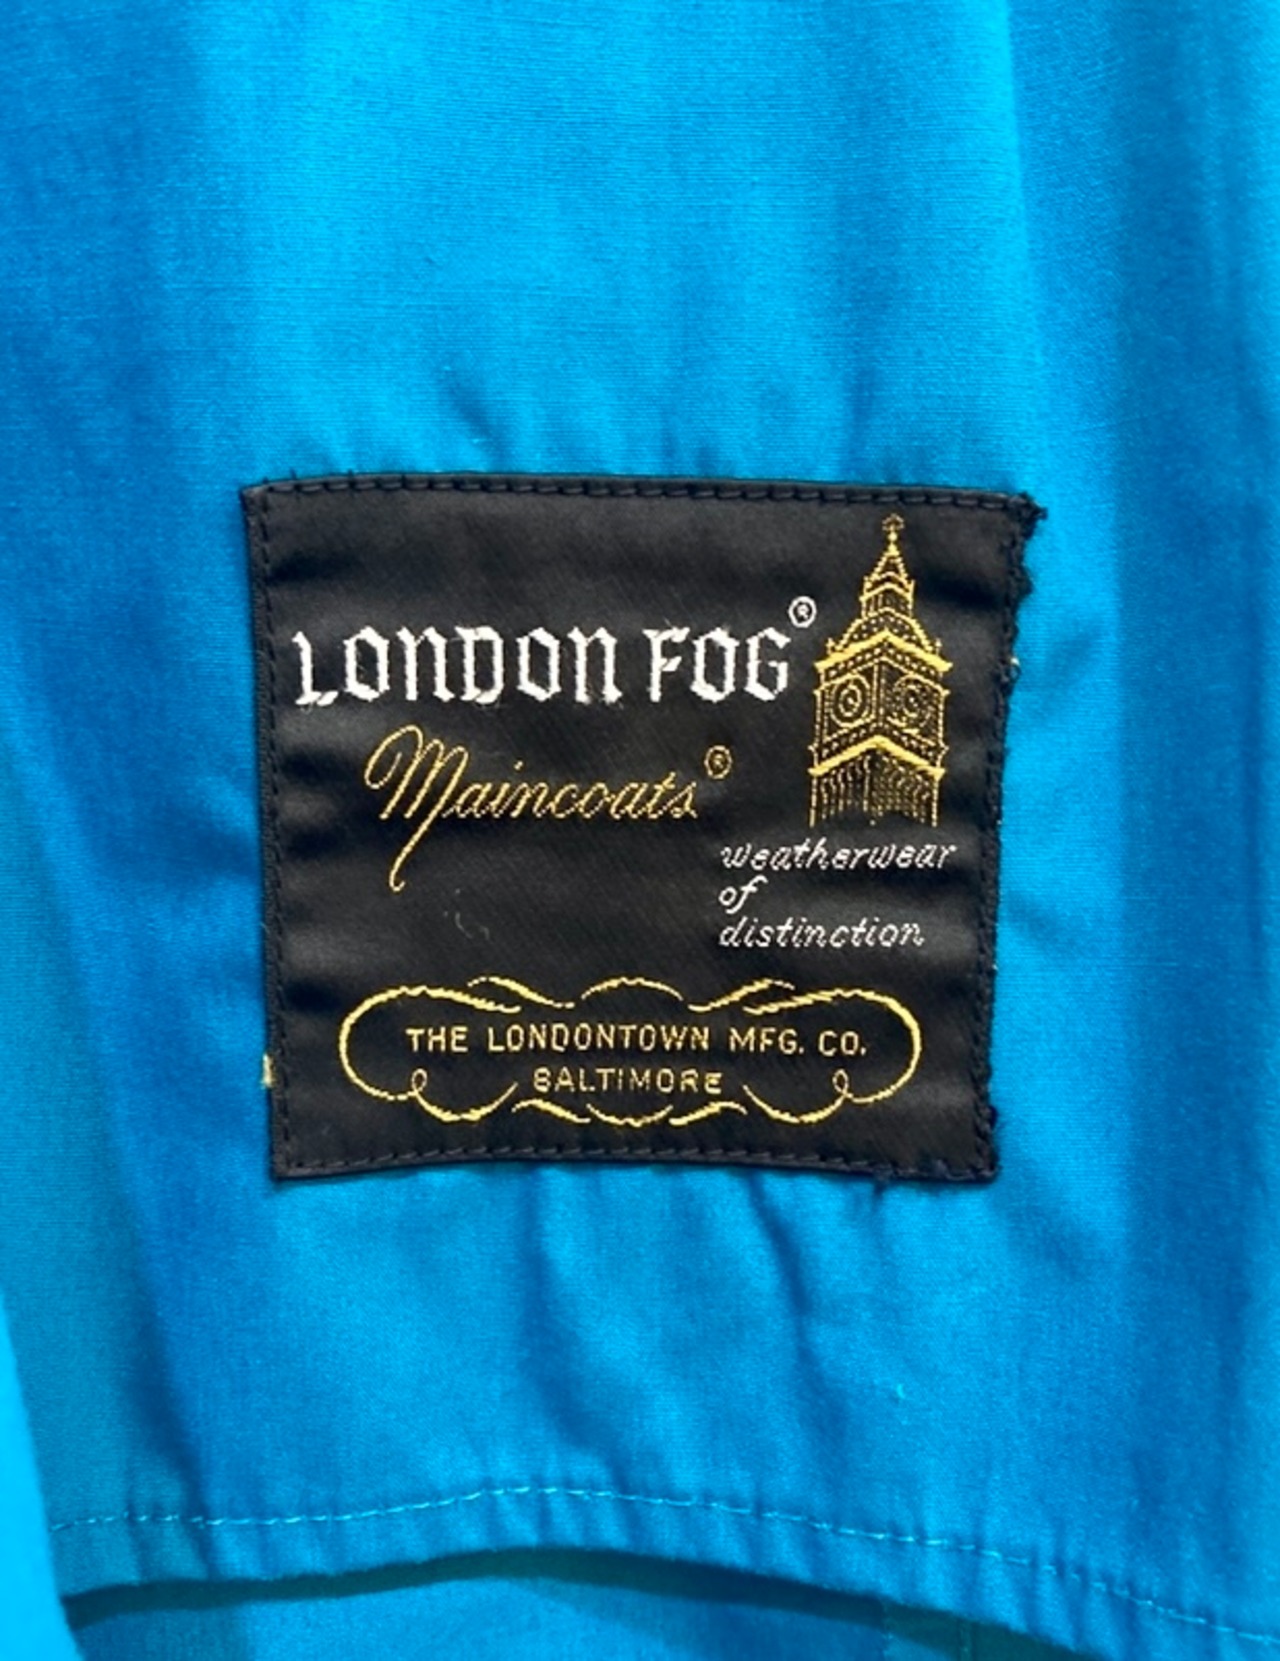 LONDON FOG®
Maincoats®
weatherwear
of
distinction
THE LONDONTOWN MFG. CO.
BALTIMORE